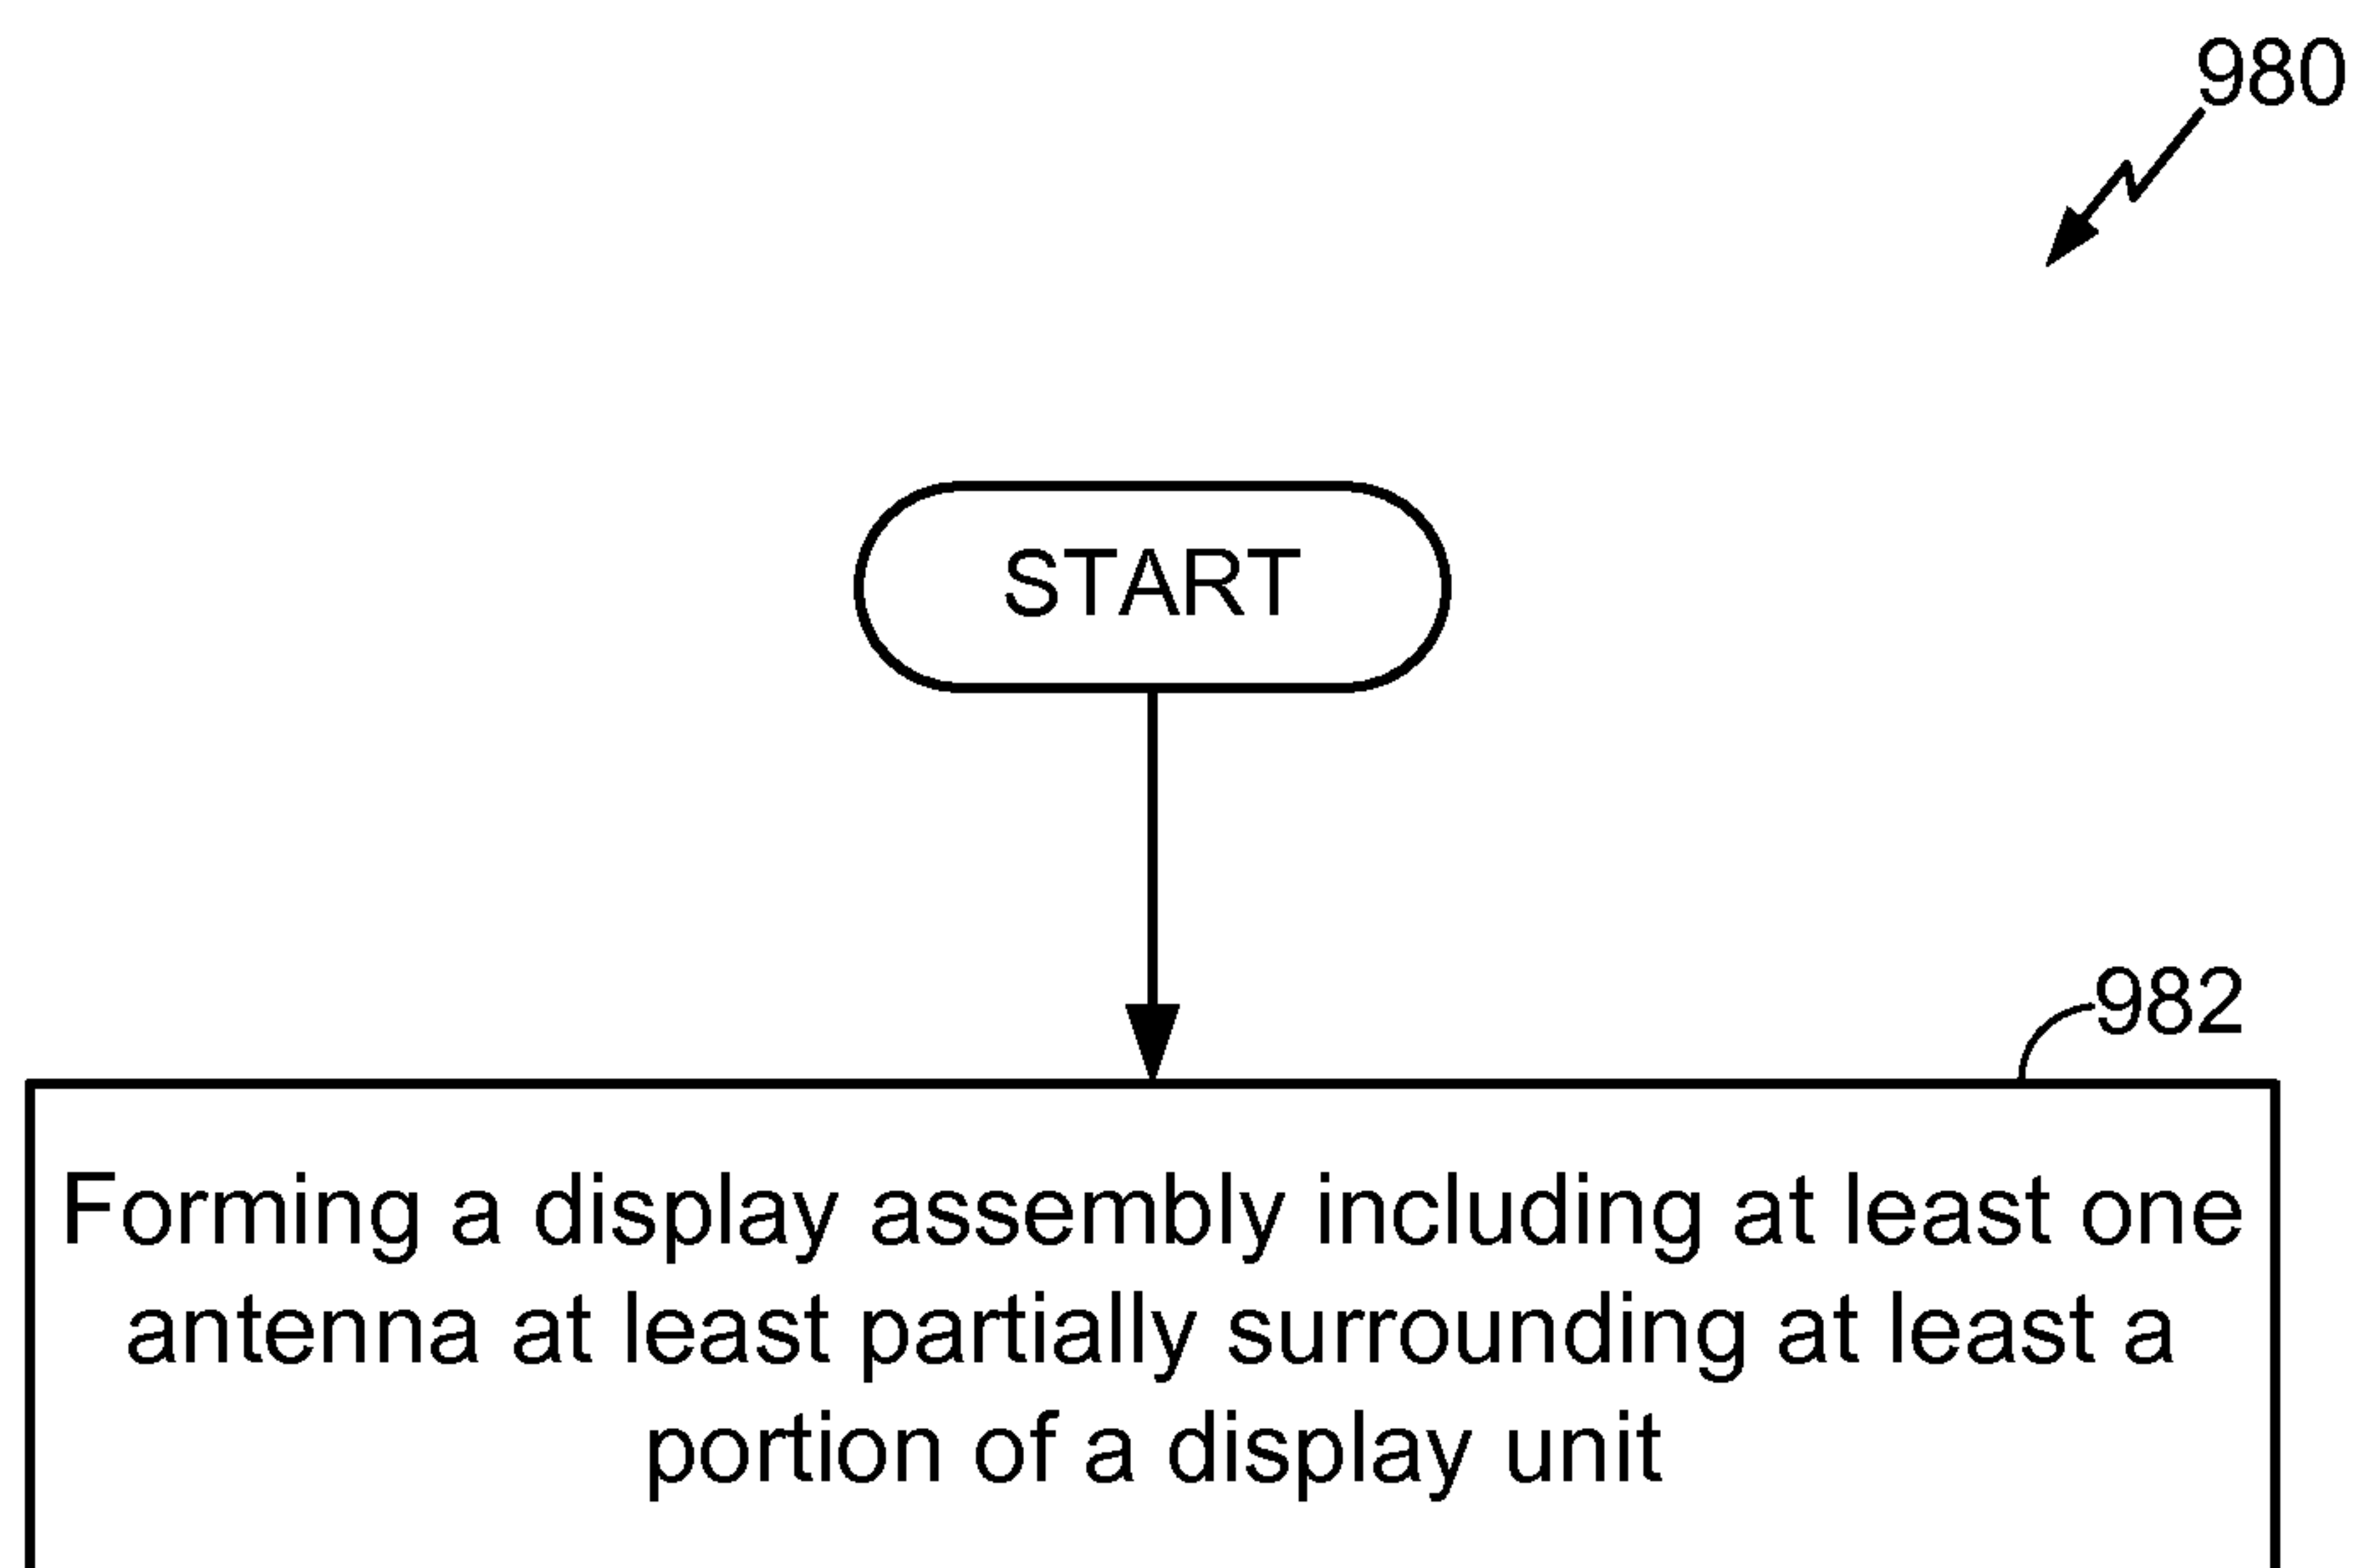 980
START
982
Forming a display assembly including at least one
antenna at least partially surrounding at least a
portion of a display unit